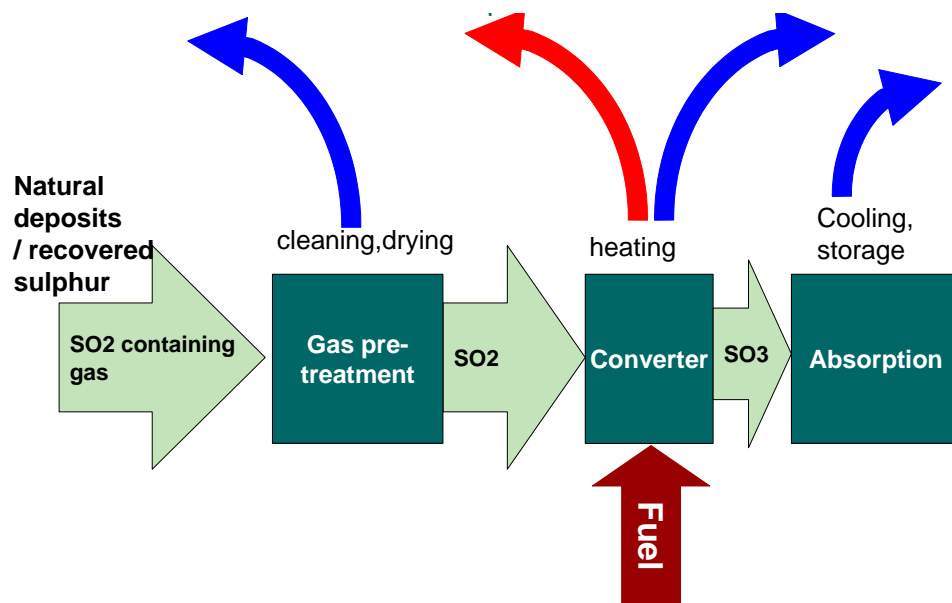 Natural
deposits
/ recovered
sulphur
cleaning,drying
heating
Cooling,
storage
SO2 containing
gas
Gas pre-
treatment
SO2
Converter
SO3
Absorption
Fuel